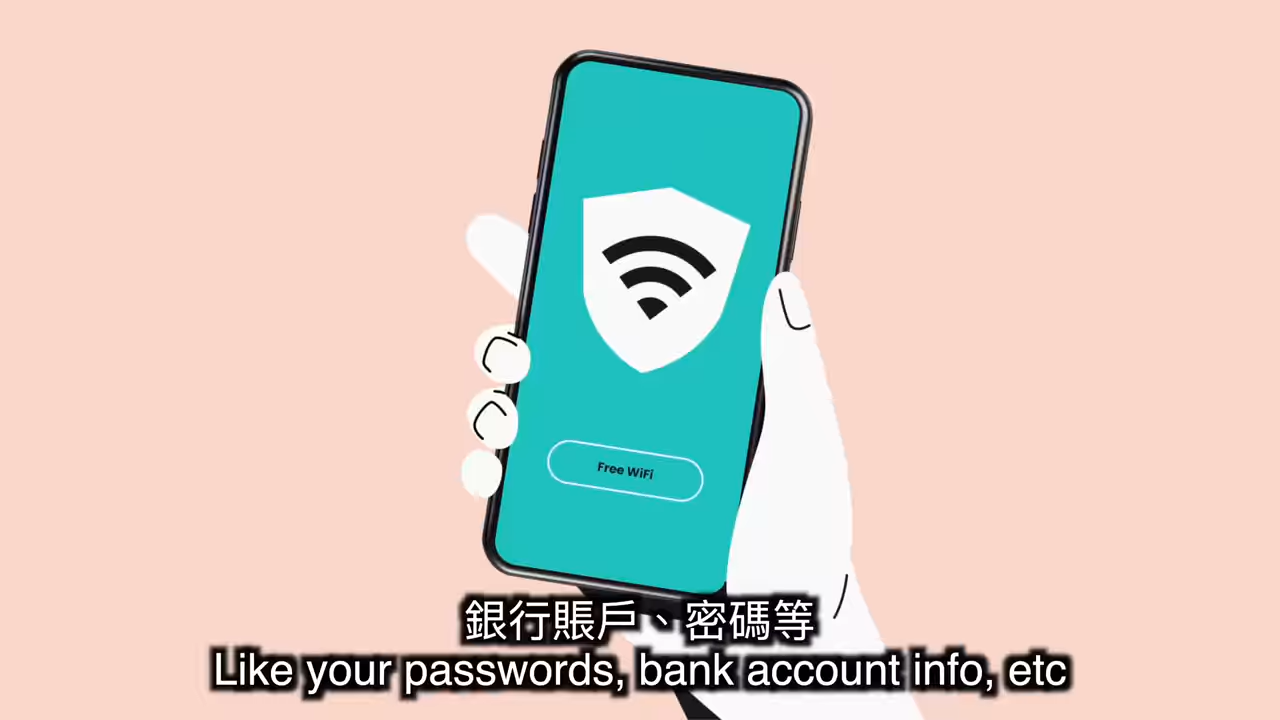 Free WiFi
銀行賬戶、密碼等
Like your passwords, bank account info, etc